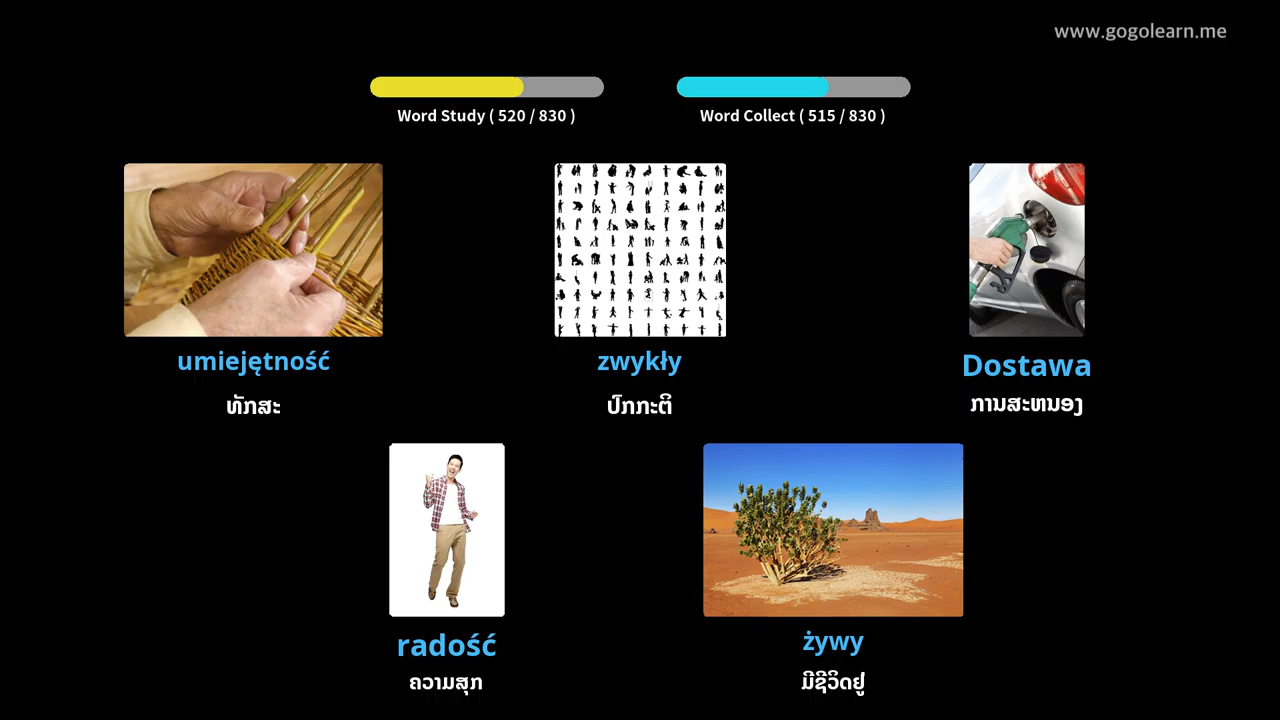 www.gogolearn.me
Word Study ( 520 / 830 )
Word Collect ( 515 / 830 )
umiejętność
zwykły
Dostawa
ທັກສະ
ປົກກະຕິ
ການສະຫນອງ
radość
żywy
ຄວາມສຸກ
ມີຊີວິດຢູ່